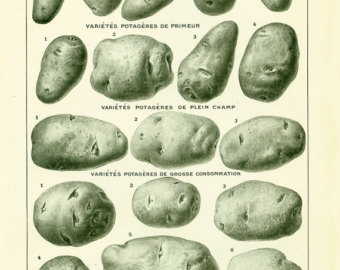 VARIÉTÉS POTAGÈRES DE PRIMEUR
1 2 3 4
VARIÉTÉS POTAGÈRES DE PLEIN CHAMP
1 2 3
VARIÉTÉS POTAGÈRES DE GROSSE CONSOMMATION
1 2 3
4 5 6